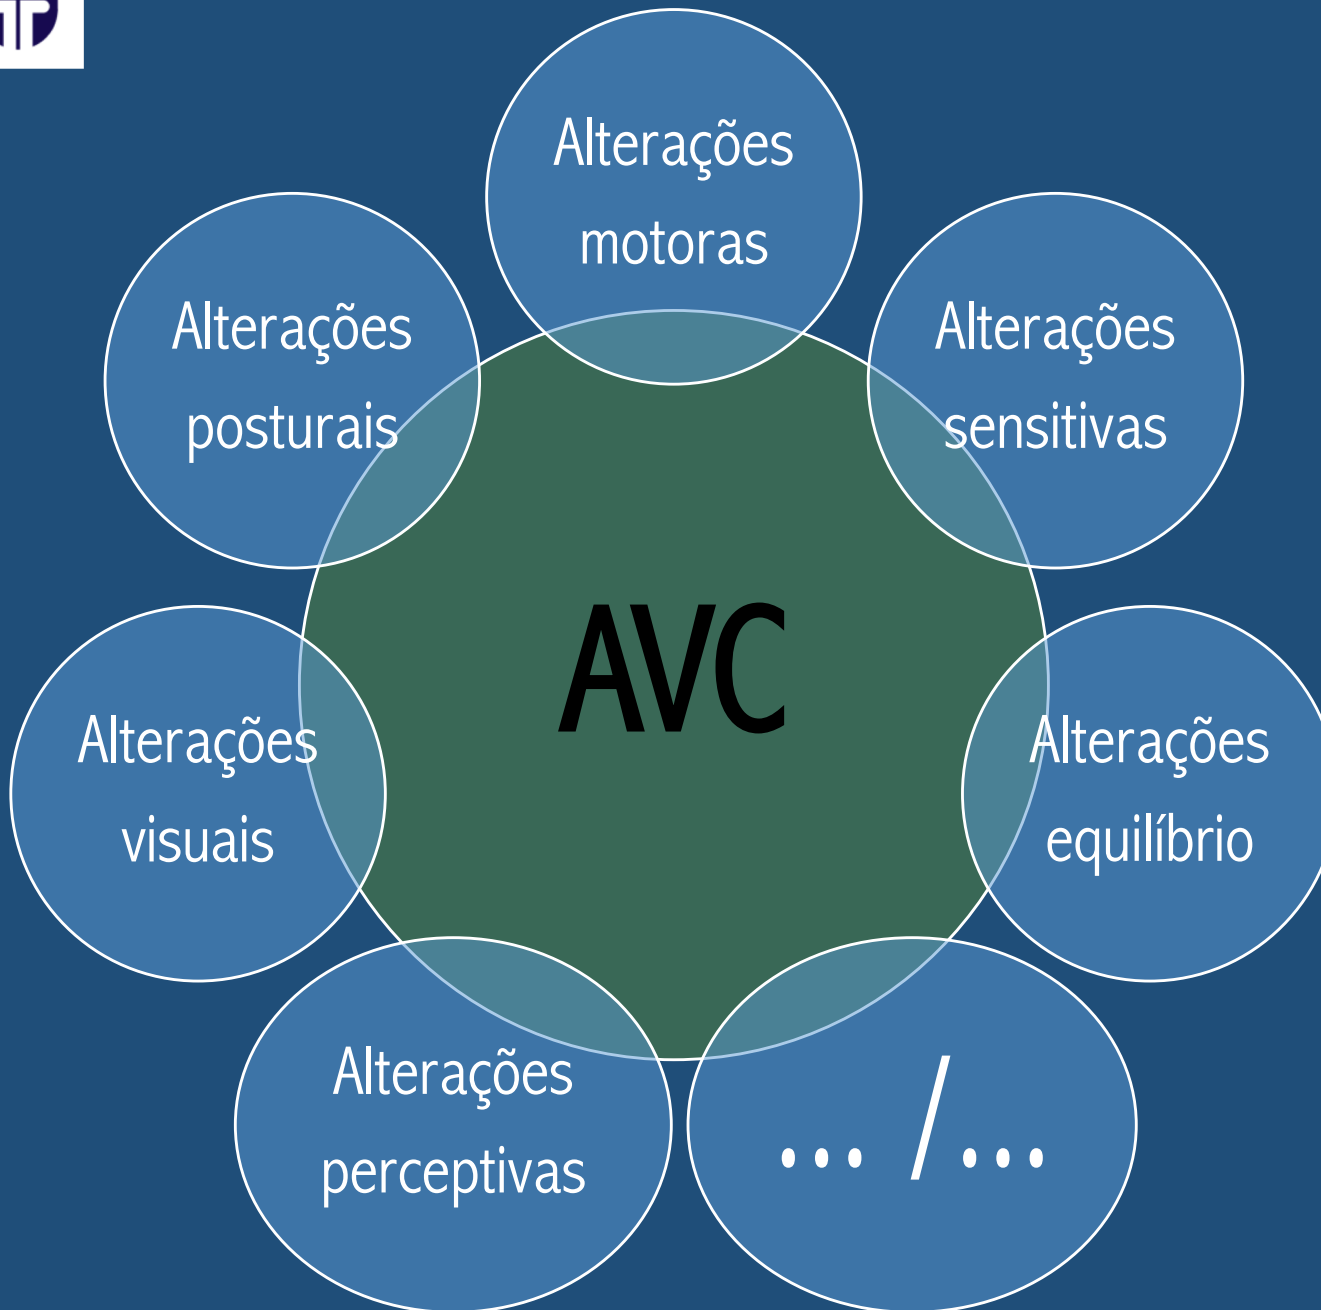 Alterações
motoras
Alterações
sensitivas
Alterações
equilíbrio
... /...
Alterações
perceptivas
Alterações
visuais
Alterações
posturais
AVC